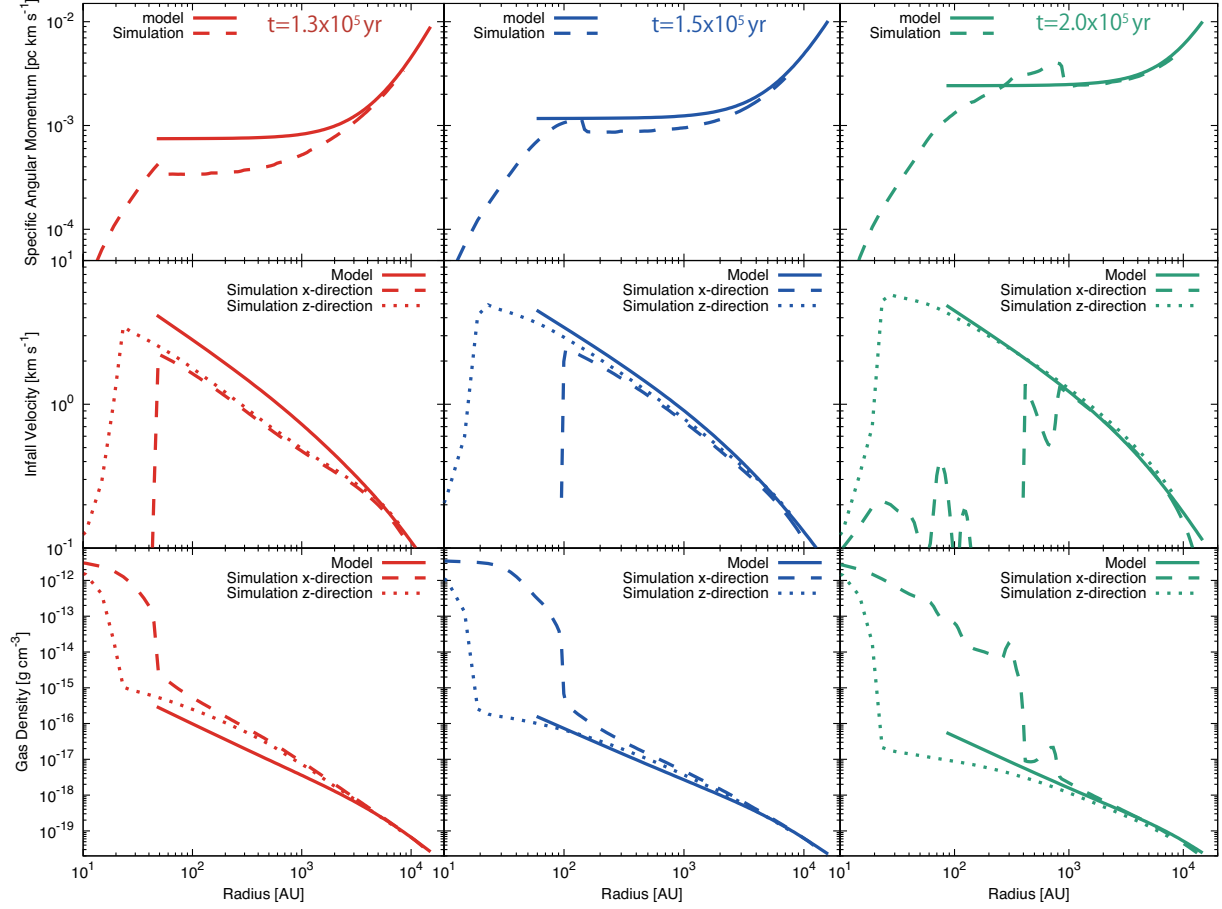 model
Simulation
t=1.3x10⁵ yr
model
Simulation
t=1.5x10⁵ yr
model
Simulation
t=2.0x10⁵ yr
Specific Angular Momentum [pc km s⁻¹]
10⁻²
10⁻³
10⁻⁴
10¹
Model
Simulation x-direction
Simulation z-direction
Model
Simulation x-direction
Simulation z-direction
Model
Simulation x-direction
Simulation z-direction
Infall Velocity [km s⁻¹]
10⁰
10⁻¹
Model
Simulation x-direction
Simulation z-direction
Model
Simulation x-direction
Simulation z-direction
Model
Simulation x-direction
Simulation z-direction
Gas Density [g cm⁻³]
10⁻¹²
10⁻¹³
10⁻¹⁴
10⁻¹⁵
10⁻¹⁶
10⁻¹⁷
10⁻¹⁸
10⁻¹⁹
10¹ 10² 10³ 10⁴
10¹ 10² 10³ 10⁴
10¹ 10² 10³ 10⁴
Radius [AU]
Radius [AU]
Radius [AU]